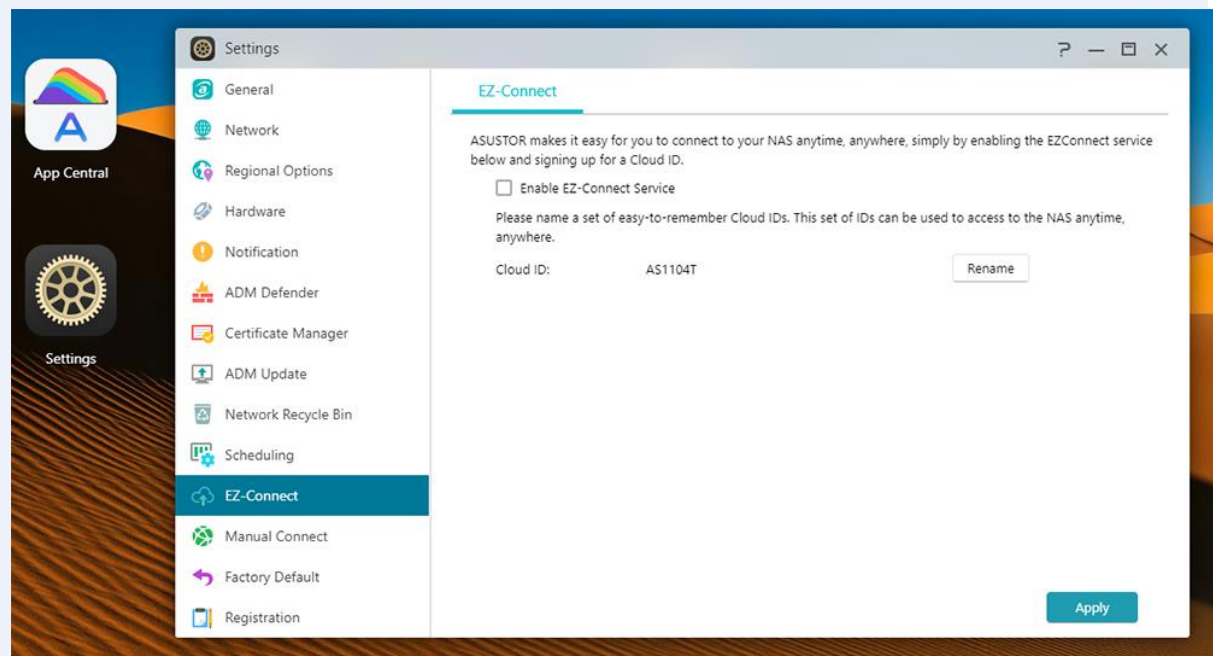 App Central
Settings
Settings
General
Network
Regional Options
Hardware
Notification
ADM Defender
Certificate Manager
ADM Update
Network Recycle Bin
Scheduling
EZ-Connect
Manual Connect
Factory Default
Registration
EZ-Connect
ASUSTOR makes it easy for you to connect to your NAS anytime, anywhere, simply by enabling the EZConnect service
below and signing up for a Cloud ID.
Enable EZ-Connect Service
Please name a set of easy-to-remember Cloud IDs. This set of IDs can be used to access to the NAS anytime,
anywhere.
Cloud ID: AS1104T Rename
Apply